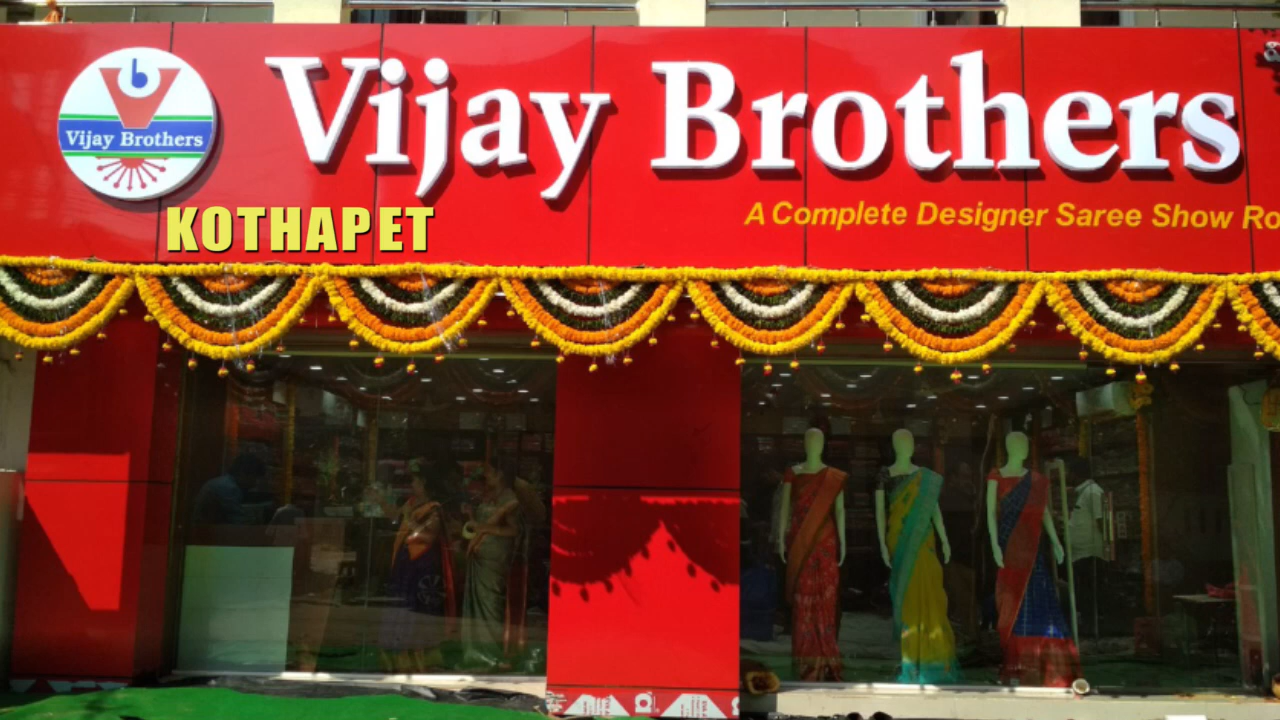 b
Vijay Brothers
Vijay Brothers
KOTHAPET
A Complete Designer Saree Show Ro